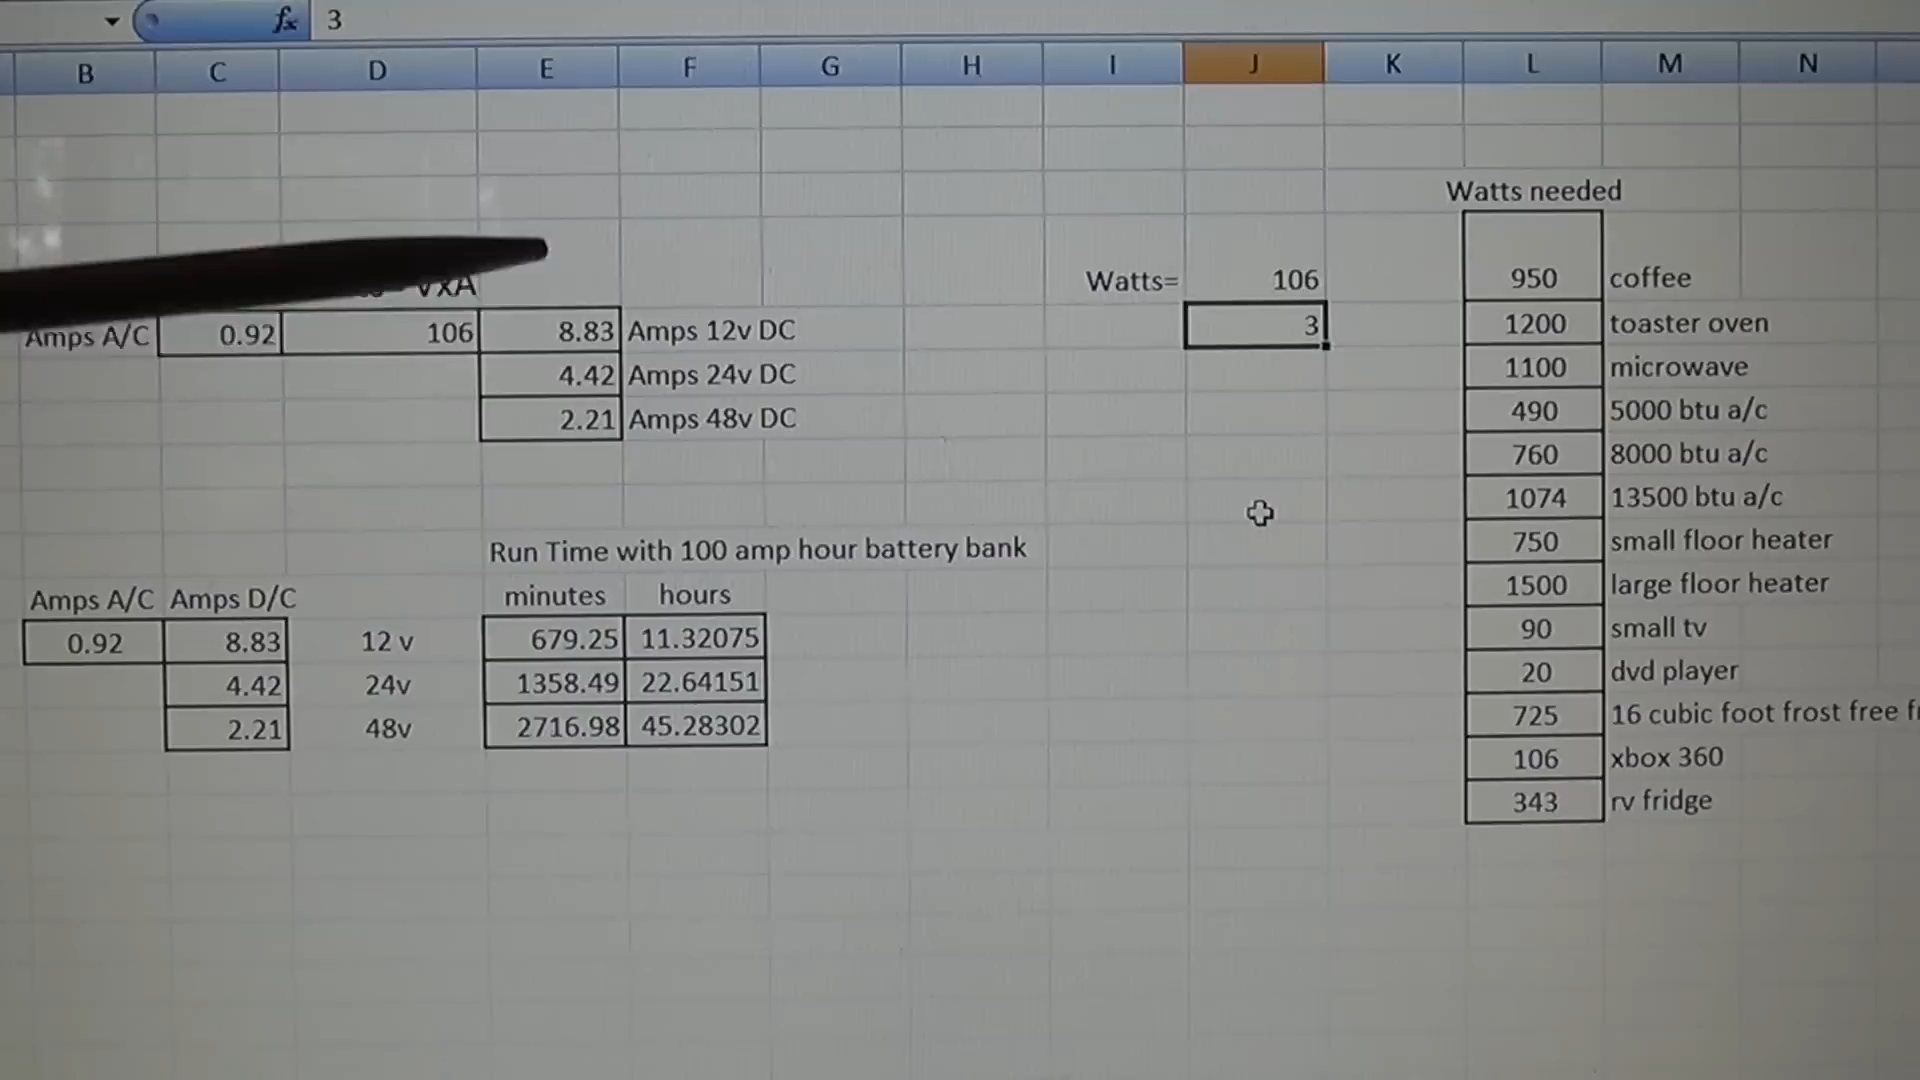 fx 3
B C D E F G H I J K L M N
Watts needed
VxA
Watts= 106 950 coffee
Amps A/C 0.92 106 8.83 Amps 12v DC 3 1200 toaster oven
4.42 Amps 24v DC 1100 microwave
2.21 Amps 48v DC 490 5000 btu a/c
760 8000 btu a/c
1074 13500 btu a/c
Run Time with 100 amp hour battery bank 750 small floor heater
Amps A/C Amps D/C minutes hours 1500 large floor heater
0.92 8.83 12 v 679.25 11.32075 90 small tv
4.42 24v 1358.49 22.64151 20 dvd player
2.21 48v 2716.98 45.28302 725 16 cubic foot frost free
106 xbox 360
343 rv fridge